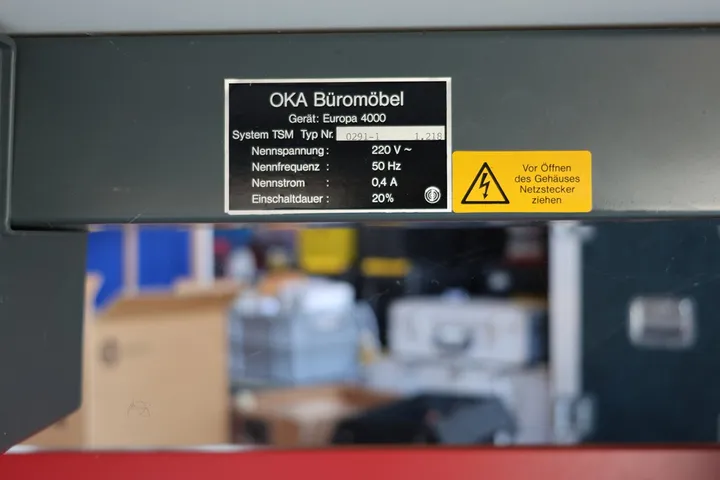 OKA Büromöbel
Gerät: Europa 4000
System TSM Typ Nr. 0291-1 1.218
Nennspannung: 220 V ~
Nennfrequenz: 50 Hz
Nennstrom: 0,4 A
Einschaltdauer: 20%
Vor Öffnen
des Gehäuses
Netzstecker
ziehen